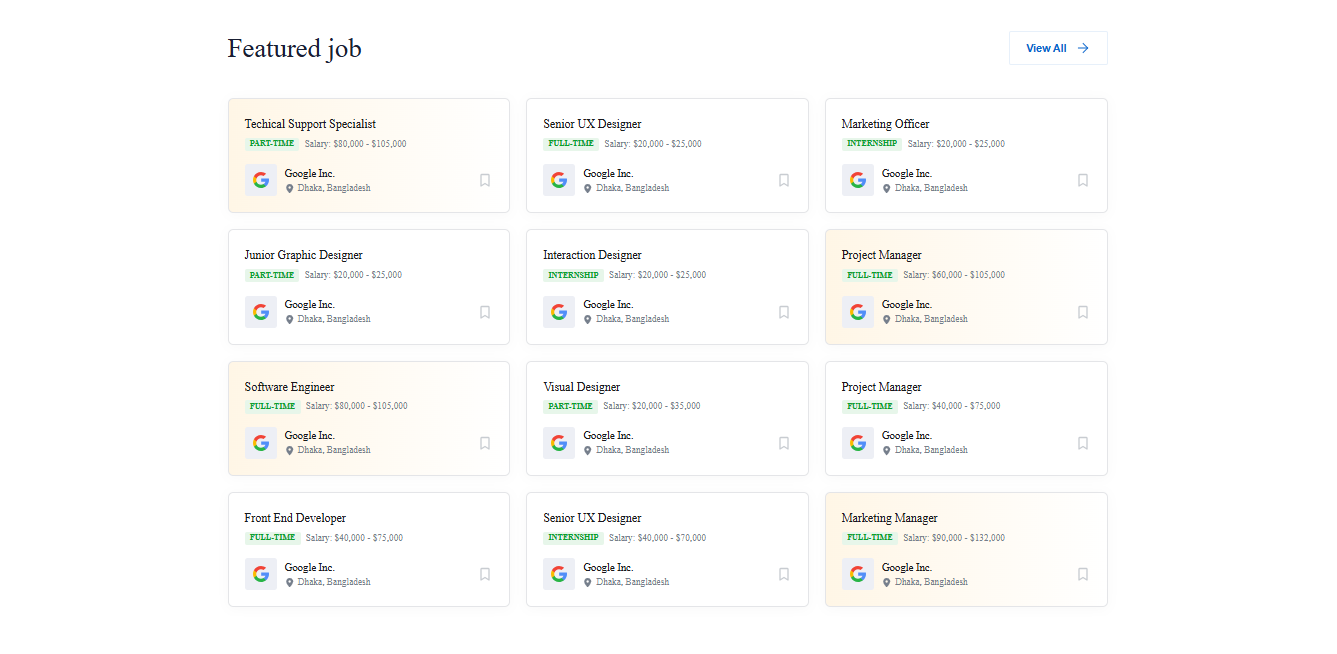 Featured job
View All
Techical Support Specialist
PART-TIME Salary: $80,000 - $105,000
Google Inc.
Dhaka, Bangladesh
Senior UX Designer
FULL-TIME Salary: $20,000 - $25,000
Google Inc.
Dhaka, Bangladesh
Marketing Officer
INTERNSHIP Salary: $20,000 - $25,000
Google Inc.
Dhaka, Bangladesh
Junior Graphic Designer
PART-TIME Salary: $20,000 - $25,000
Google Inc.
Dhaka, Bangladesh
Interaction Designer
INTERNSHIP Salary: $20,000 - $25,000
Google Inc.
Dhaka, Bangladesh
Project Manager
FULL-TIME Salary: $60,000 - $105,000
Google Inc.
Dhaka, Bangladesh
Software Engineer
FULL-TIME Salary: $80,000 - $105,000
Google Inc.
Dhaka, Bangladesh
Visual Designer
PART-TIME Salary: $20,000 - $35,000
Google Inc.
Dhaka, Bangladesh
Project Manager
FULL-TIME Salary: $40,000 - $75,000
Google Inc.
Dhaka, Bangladesh
Front End Developer
FULL-TIME Salary: $40,000 - $75,000
Google Inc.
Dhaka, Bangladesh
Senior UX Designer
INTERNSHIP Salary: $40,000 - $70,000
Google Inc.
Dhaka, Bangladesh
Marketing Manager
FULL-TIME Salary: $90,000 - $132,000
Google Inc.
Dhaka, Bangladesh